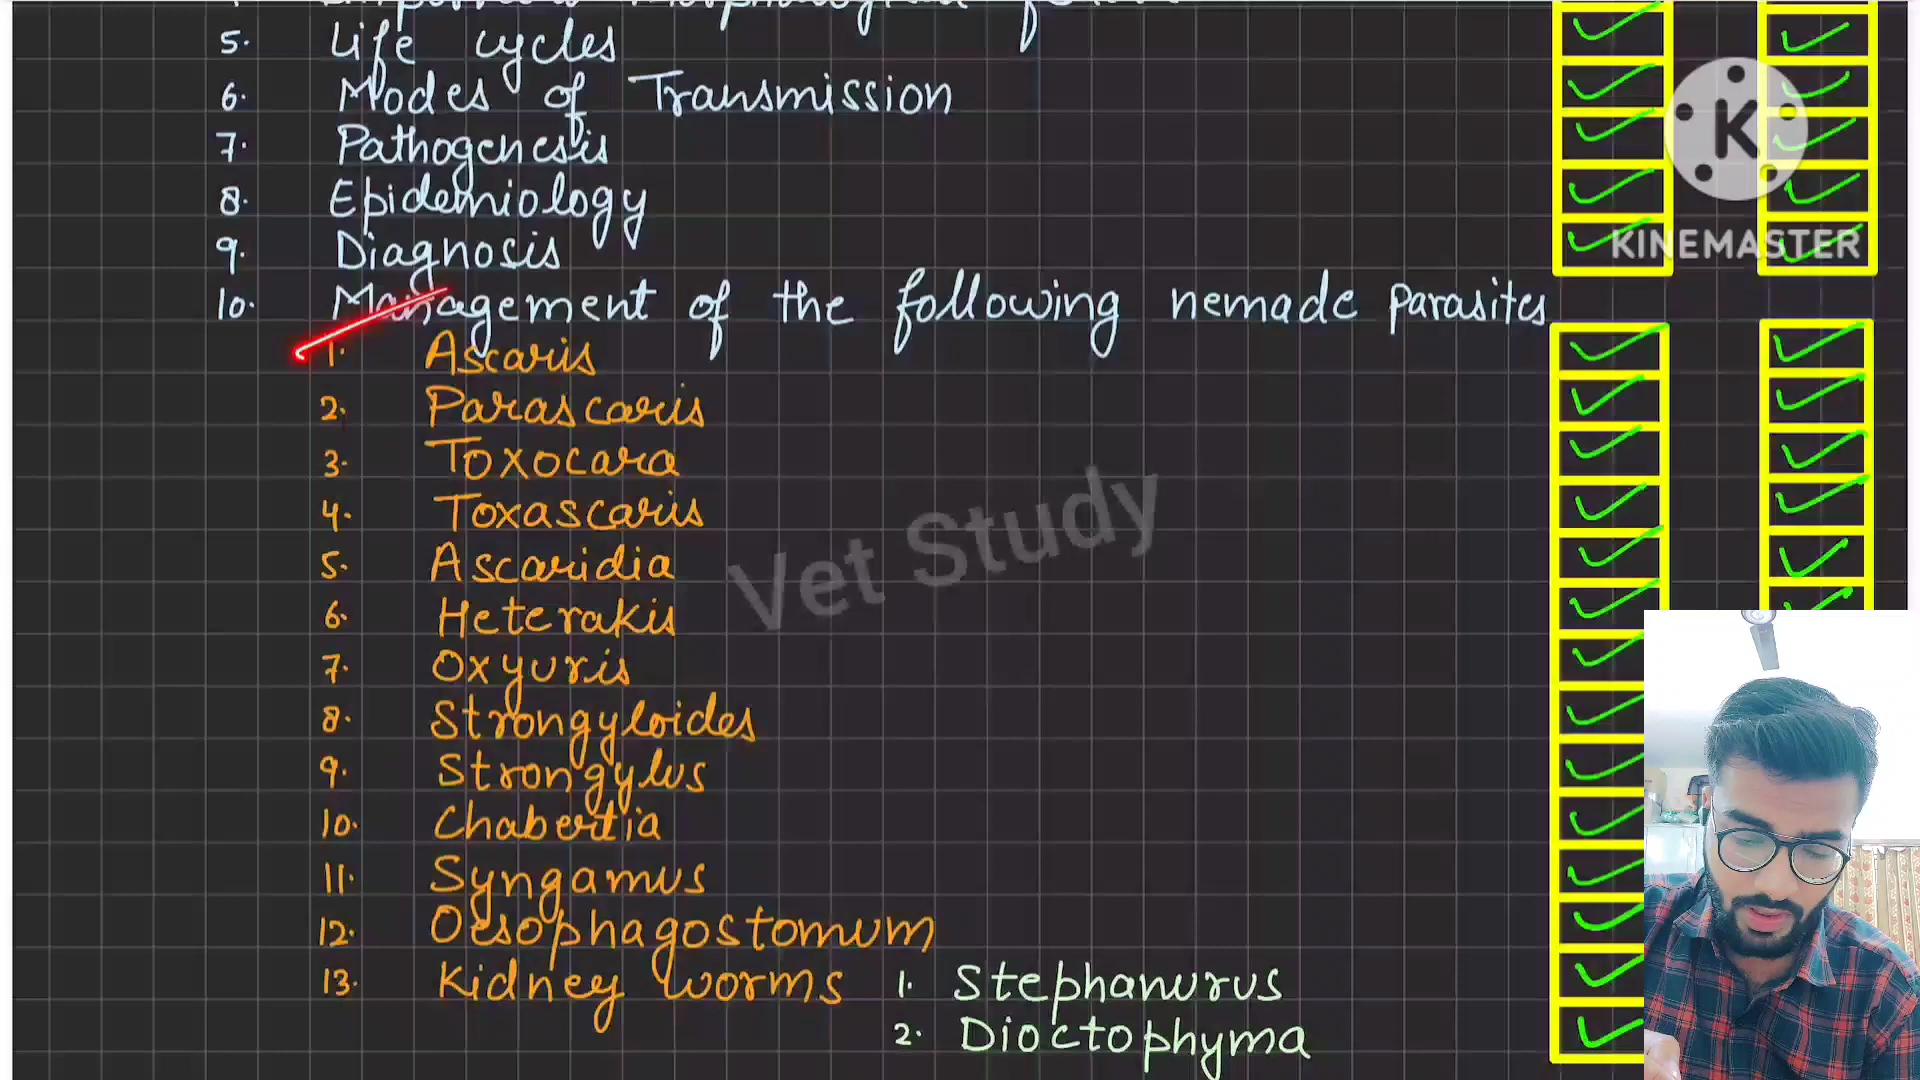 5. Life cycles
6. Modes of Transmission
7. Pathogenesis
8. Epidemiology
9. Diagnosis
10. Management of the following nemade parasites
1. Ascaris
2. Parascaris
3. Toxocara
4. Toxascaris
5. Ascaridia
6. Heterakis
7. Oxyuris
8. Strongyloides
9. Strongylus
10. Chabertia
11. Syngamus
12. Oesophagostomum
13. Kidney worms 1. Stephanurus
2. Dioctophyma
Vet Study
K
KINEMASTER